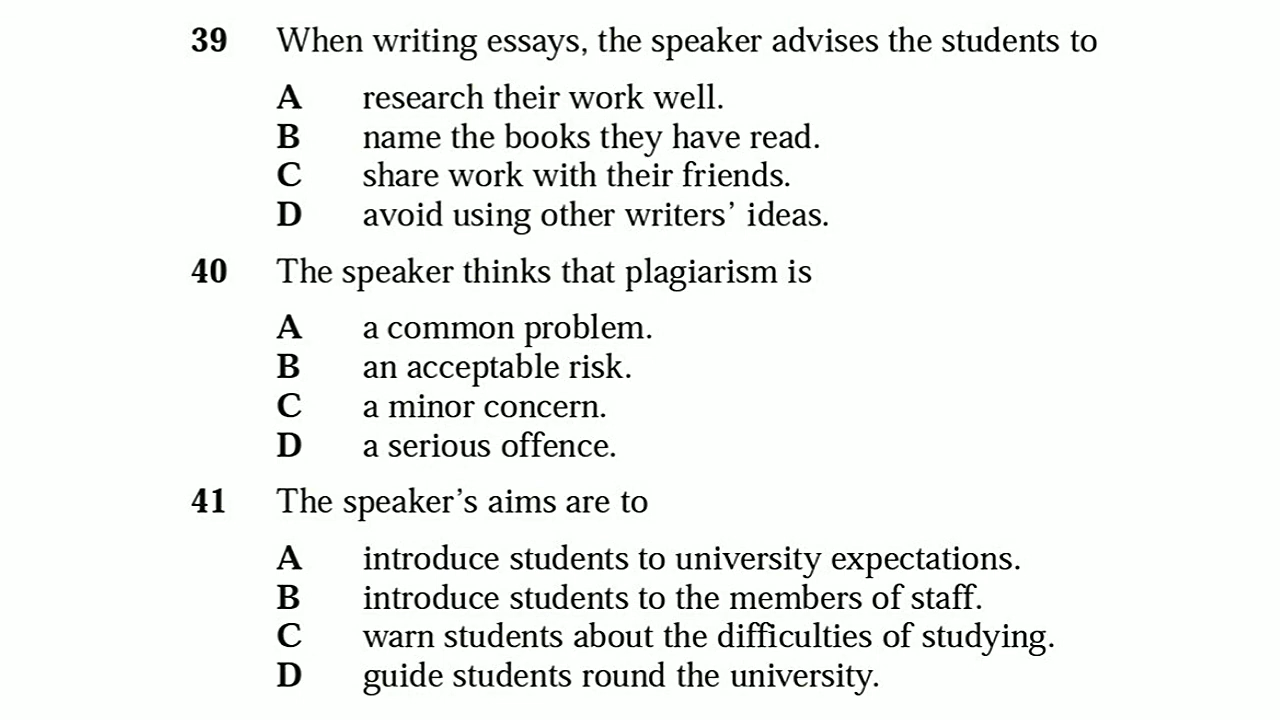 39 When writing essays, the speaker advises the students to
A research their work well.
B name the books they have read.
C share work with their friends.
D avoid using other writers’ ideas.
40 The speaker thinks that plagiarism is
A a common problem.
B an acceptable risk.
C a minor concern.
D a serious offence.
41 The speaker’s aims are to
A introduce students to university expectations.
B introduce students to the members of staff.
C warn students about the difficulties of studying.
D guide students round the university.